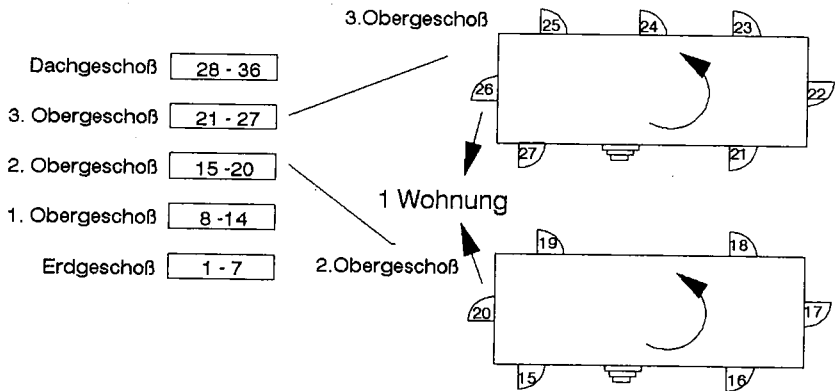 3.Obergeschoß
25 24 23
Dachgeschoß 28 - 36
26 22
3. Obergeschoß 21 - 27
27 21
2. Obergeschoß 15 -20
1 Wohnung
1. Obergeschoß 8 -14
19 18
Erdgeschoß 1 - 7
2.Obergeschoß
20 17
15 16